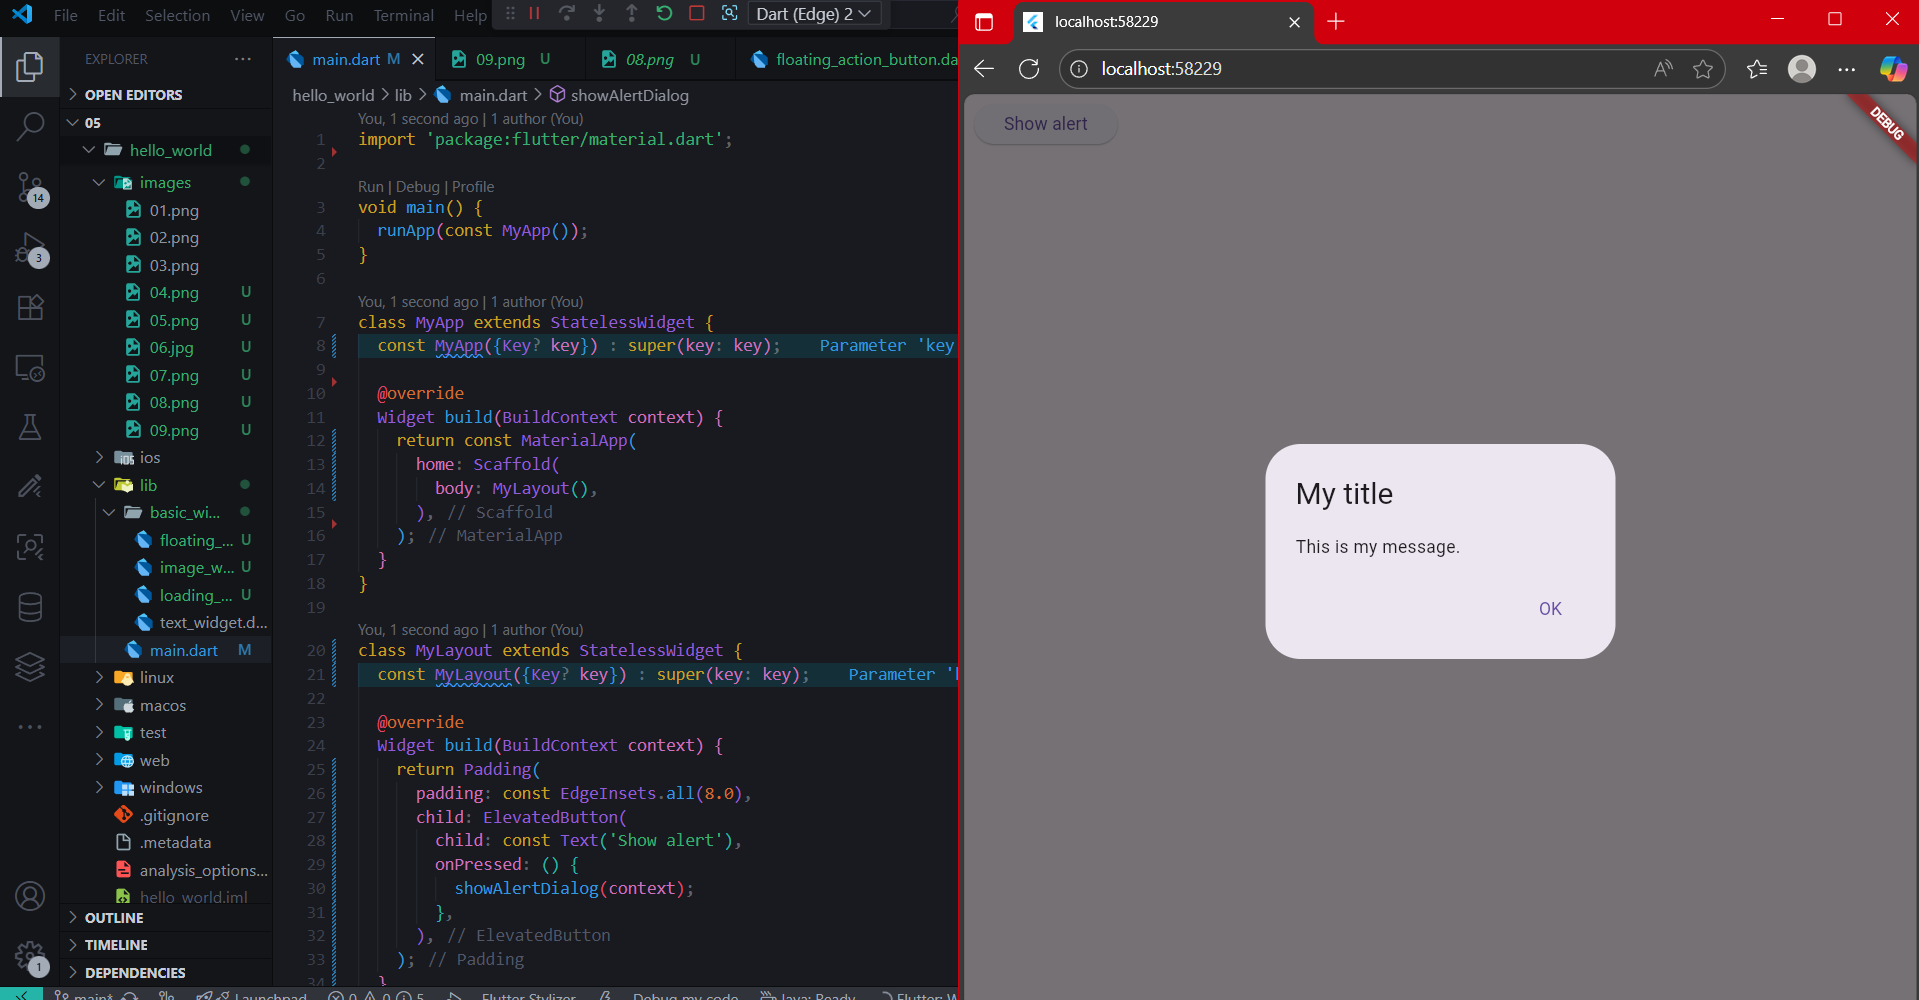 File Edit Selection View Go Run Terminal Help Dart (Edge) 2
EXPLORER
OPEN EDITORS
05
hello_world
images
01.png
02.png
03.png
04.png U
05.png U
06.jpg U
07.png U
08.png U
09.png U
ios
lib
basic_wi...
floating_... U
image_w... U
loading_... U
text_widget.d...
main.dart M
linux
macos
test
web
windows
.gitignore
.metadata
analysis_options...
hello_world.iml
OUTLINE
TIMELINE
DEPENDENCIES
14
3
1
main.dart M 09.png U 08.png U floating_action_button.da
hello_world > lib > main.dart > showAlertDialog
You, 1 second ago | 1 author (You)
1 import 'package:flutter/material.dart';
2
Run | Debug | Profile
3 void main() {
4 runApp(const MyApp());
5 }
6
You, 1 second ago | 1 author (You)
7 class MyApp extends StatelessWidget {
8 const MyApp({Key? key}) : super(key: key); Parameter 'key
9
10 @override
11 Widget build(BuildContext context) {
12 return const MaterialApp(
13 home: Scaffold(
14 body: MyLayout(),
15 ), // Scaffold
16 ); // MaterialApp
17 }
18 }
19
You, 1 second ago | 1 author (You)
20 class MyLayout extends StatelessWidget {
21 const MyLayout({Key? key}) : super(key: key); Parameter '
22
23 @override
24 Widget build(BuildContext context) {
25 return Padding(
26 padding: const EdgeInsets.all(8.0),
27 child: ElevatedButton(
28 child: const Text('Show alert'),
29 onPressed: () {
30 showAlertDialog(context);
31 },
32 ), // ElevatedButton
33 ); // Padding
34 }
main* Launchpad 0 0 5 Flutter Stylizer Debug my code Java: Ready Flutter: W
localhost:58229
localhost:58229
Show alert
DEBUG
My title
This is my message.
OK